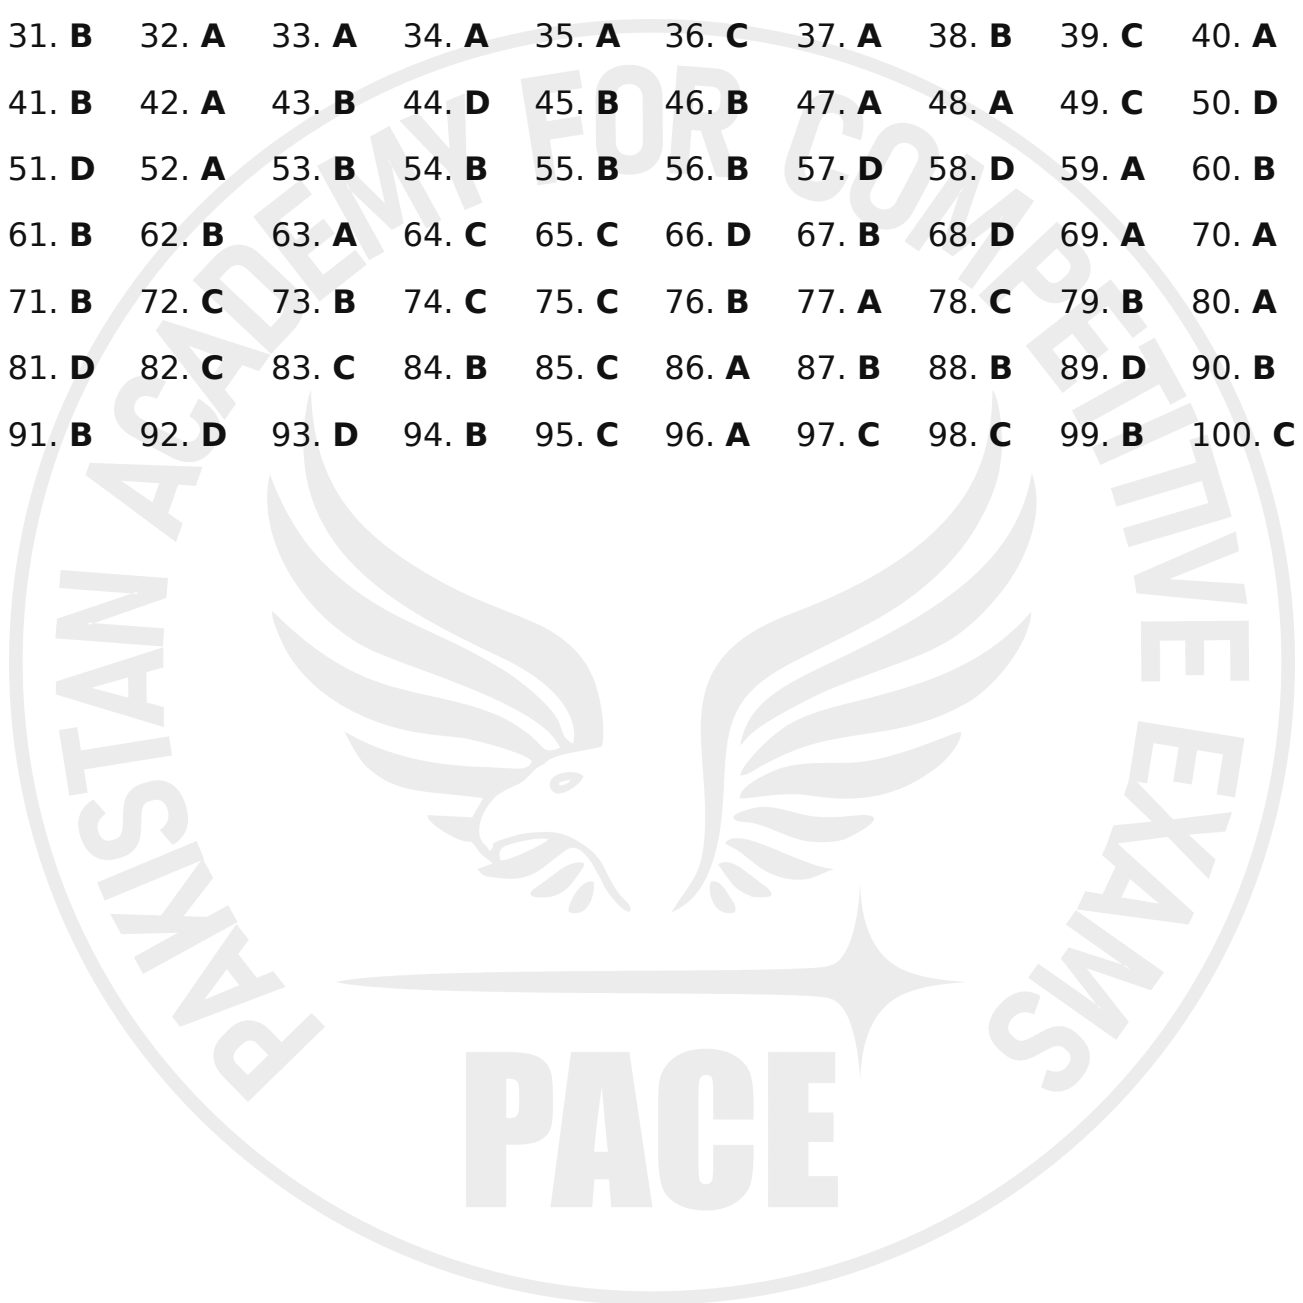 31. B 32. A 33. A 34. A 35. A 36. C 37. A 38. B 39. C 40. A
41. B 42. A 43. B 44. D 45. B 46. B 47. A 48. A 49. C 50. D
51. D 52. A 53. B 54. B 55. B 56. B 57. D 58. D 59. A 60. B
61. B 62. B 63. A 64. C 65. C 66. D 67. B 68. D 69. A 70. A
71. B 72. C 73. B 74. C 75. C 76. B 77. A 78. C 79. B 80. A
81. D 82. C 83. C 84. B 85. C 86. A 87. B 88. B 89. D 90. B
91. B 92. D 93. D 94. B 95. C 96. A 97. C 98. C 99. B 100. C
PAKISTAN ACADEMY FOR COMPETITIVE EXAMS
PACE